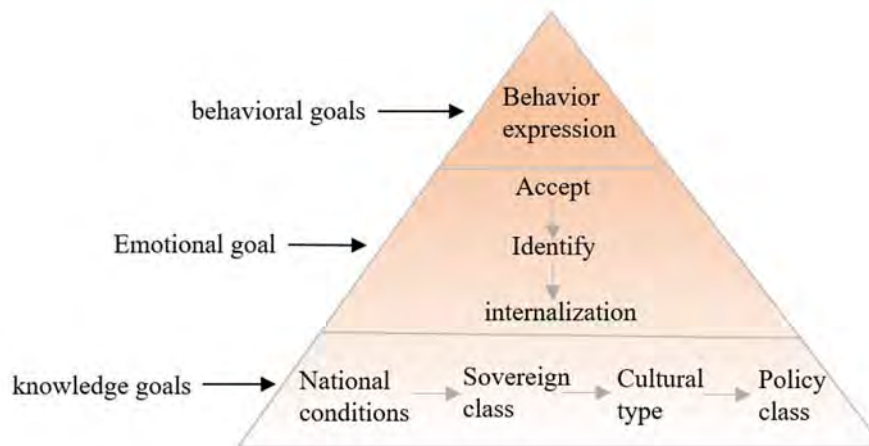 behavioral goals
Behavior
expression
Accept
Emotional goal
Identify
internalization
knowledge goals
National
conditions
Sovereign
class
Cultural
type
Policy
class